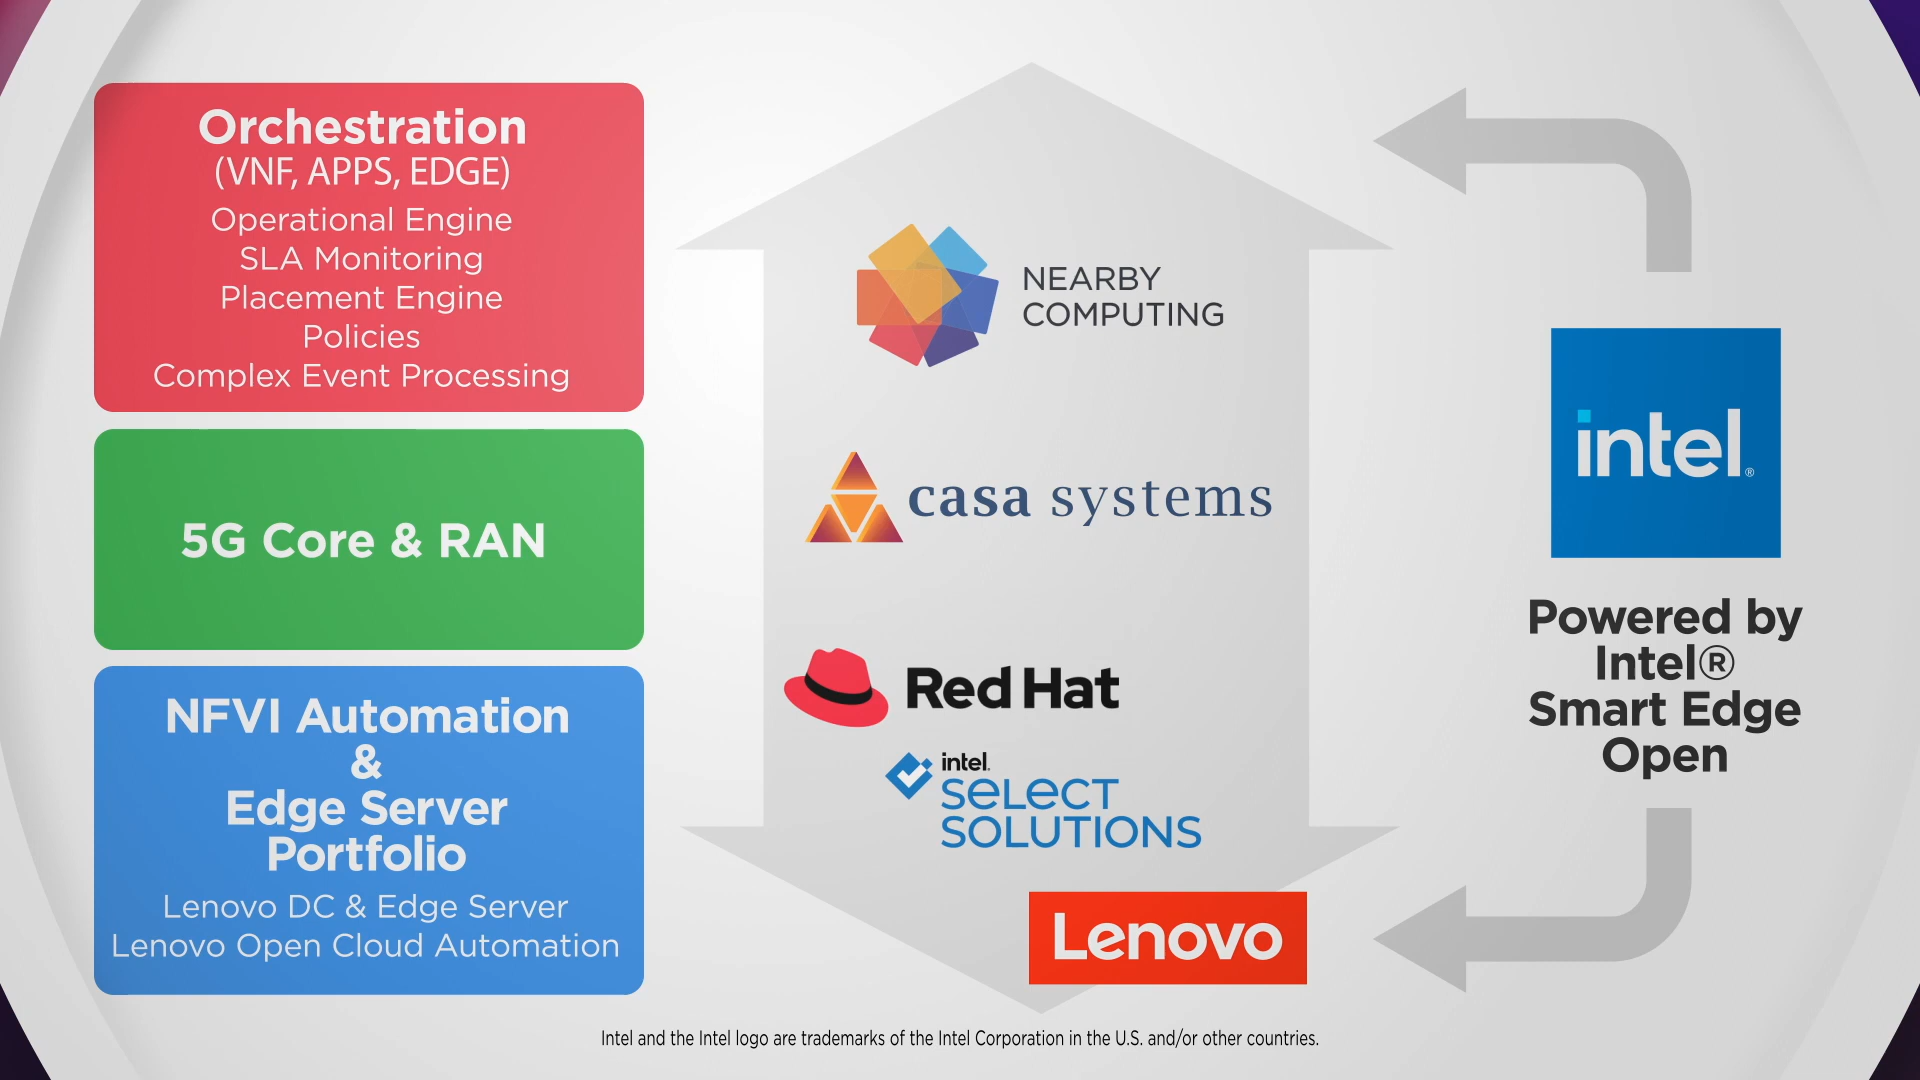 Orchestration
(VNF, APPS, EDGE)
Operational Engine
SLA Monitoring
Placement Engine
Policies
Complex Event Processing
5G Core & RAN
NFVI Automation
&
Edge Server
Portfolio
Lenovo DC & Edge Server
Lenovo Open Cloud Automation
NEARBY
COMPUTING
casa systems
Red Hat
intel.
SELECT
SOLUTIONS
Lenovo
intel®
Powered by
Intel®
Smart Edge
Open
Intel and the Intel logo are trademarks of the Intel Corporation in the U.S. and/or other countries.